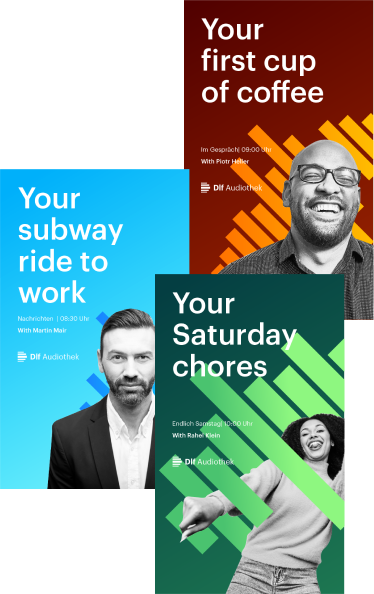 Your
first cup
of coffee
Im Gespräch| 09:00 Uhr
With Piotr Heller
Dlf Audiothek
Your
subway
ride to
work
Nachrichten | 08:30 Uhr
With Martin Mair
Dlf Audiothek
Your
Saturday
chores
Endlich Samstag| 10:00 Uhr
With Rahel Klein
Dlf Audiothek